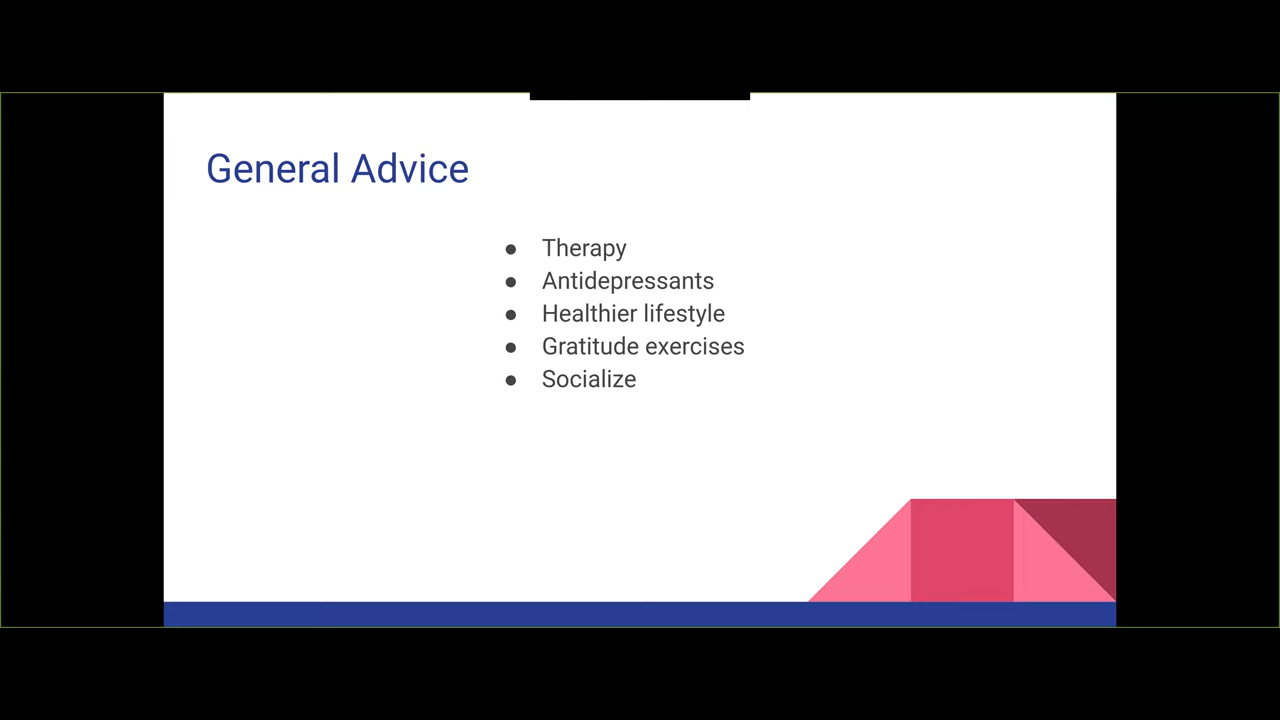 General Advice
● Therapy
● Antidepressants
● Healthier lifestyle
● Gratitude exercises
● Socialize